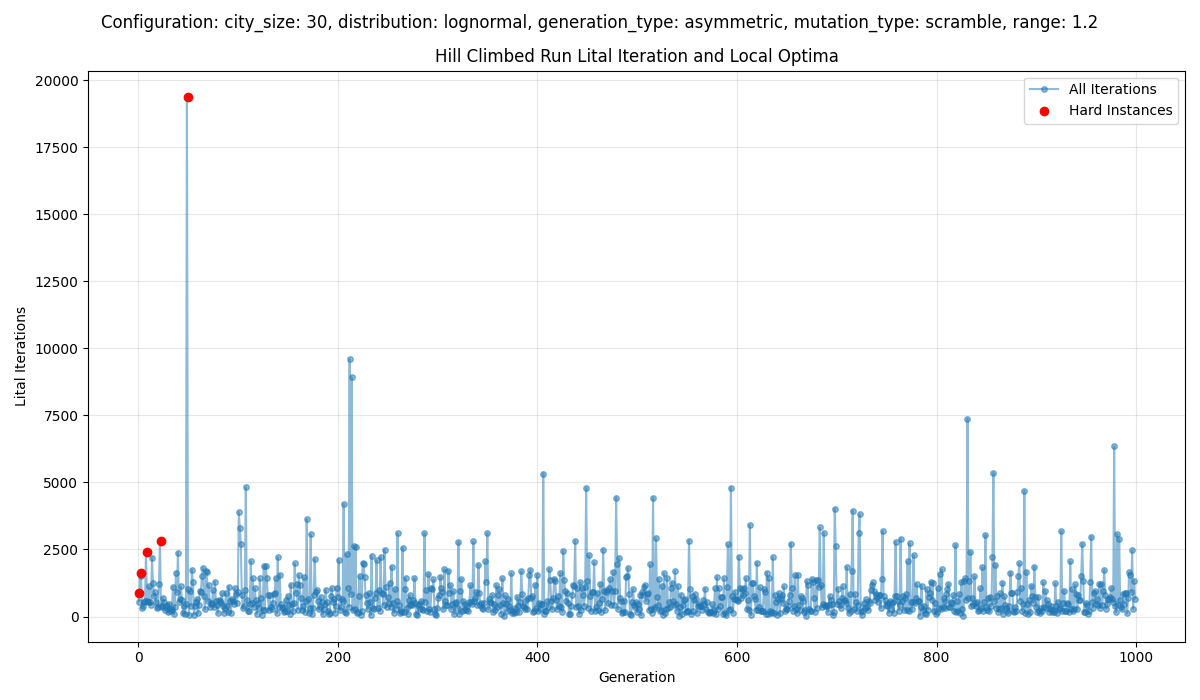 Configuration: city_size: 30, distribution: lognormal, generation_type: asymmetric, mutation_type: scramble, range: 1.2
Hill Climbed Run Lital Iteration and Local Optima
All Iterations
Hard Instances
Lital Iterations
20000
17500
15000
12500
10000
7500
5000
2500
0
0 200 400 600 800 1000
Generation